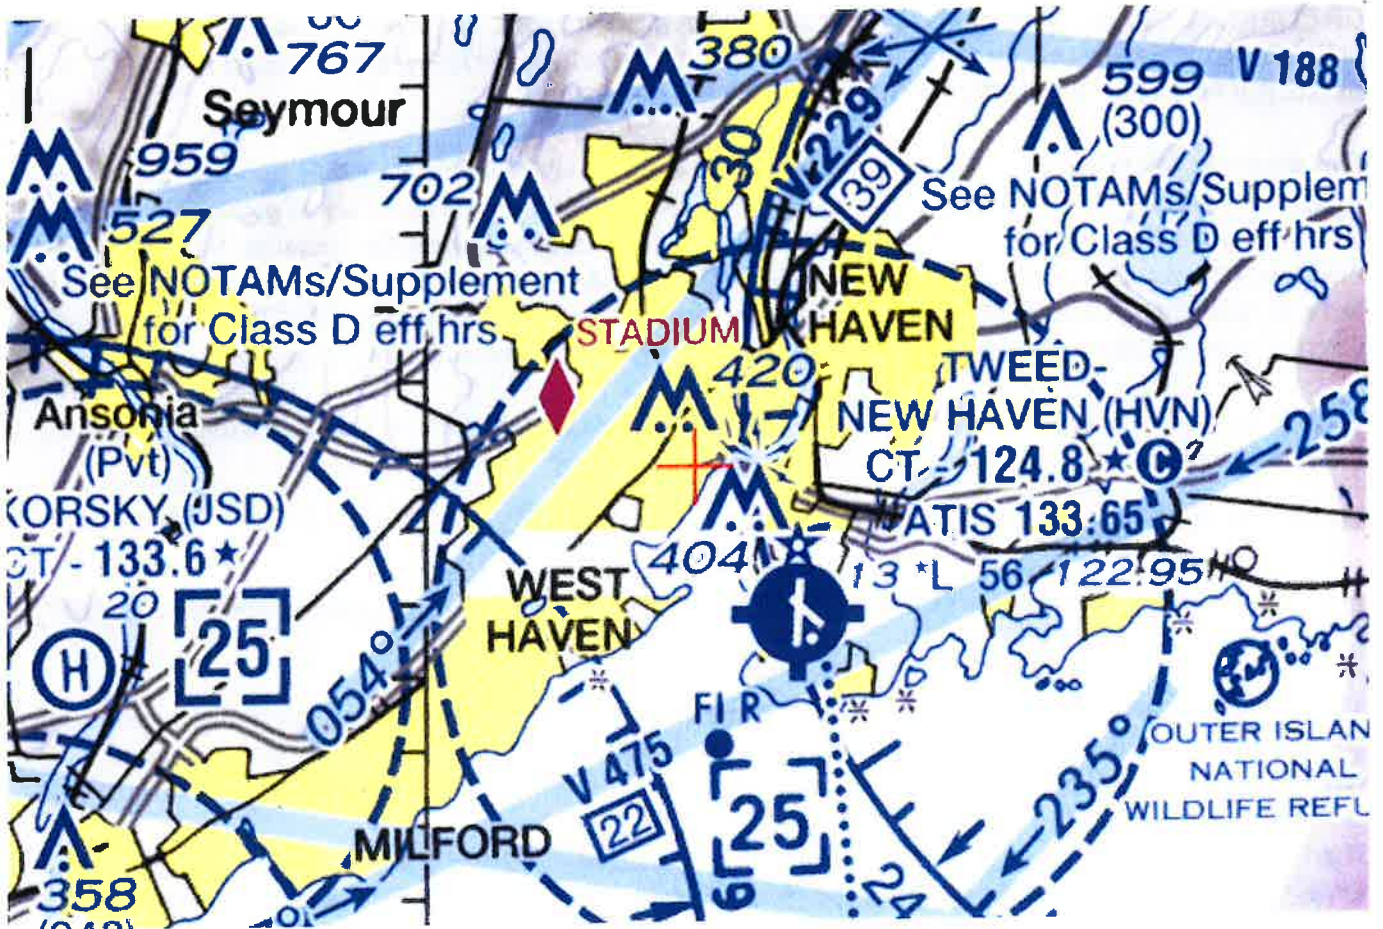 767
Seymour
380
599
(300)
V 188
959
702
30
V 229
39
527
See NOTAMs/Supplement
for Class D eff hrs
See NOTAMs/Supplem
for Class D eff hrs
NEW
HAVEN
STADIUM
420
TWEED-
NEW HAVEN (HVN)
CT - 124.8 ★ C
258
ATIS 133.65
13 *L 56 122.95
Ansonia
(Pvt)
KORSKY (JSD)
CT - 133.6 ★
20
H
25
054°
WEST
HAVEN
404
V 475
22
25
235°
OUTER ISLAN
NATIONAL
WILDLIFE REFU
MILFORD
358
24